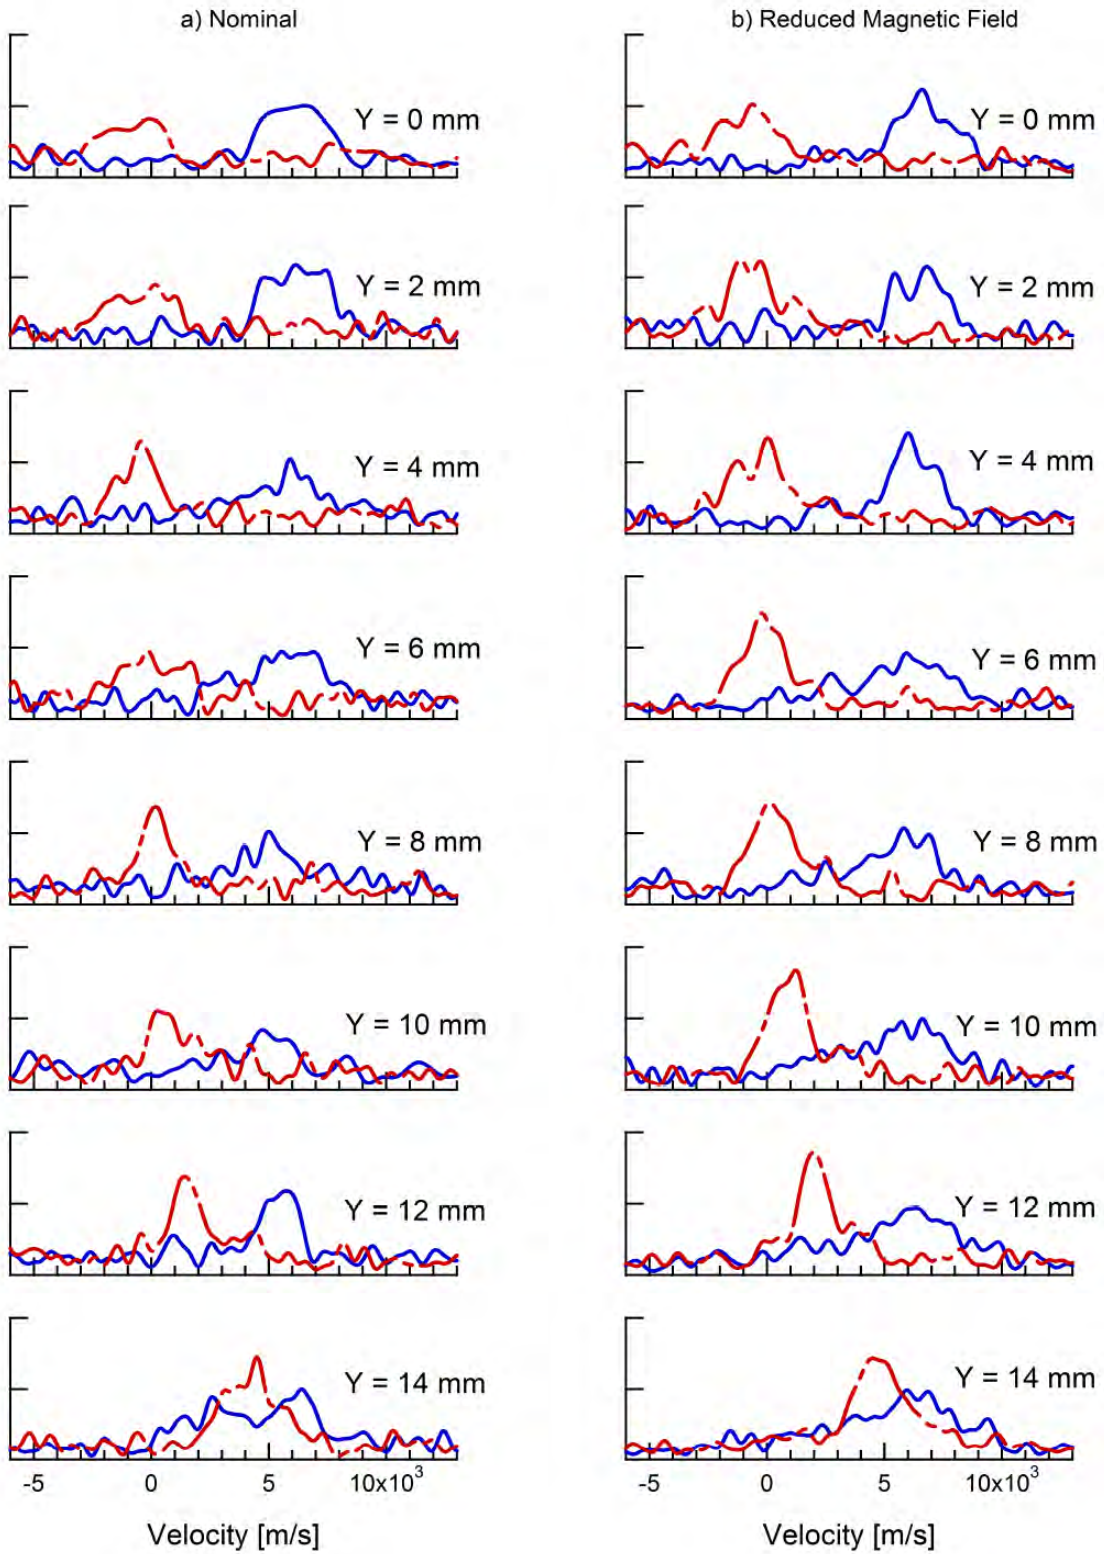 a) Nominal
b) Reduced Magnetic Field
Y = 0 mm
Y = 0 mm
Y = 2 mm
Y = 2 mm
Y = 4 mm
Y = 4 mm
Y = 6 mm
Y = 6 mm
Y = 8 mm
Y = 8 mm
Y = 10 mm
Y = 10 mm
Y = 12 mm
Y = 12 mm
Y = 14 mm
Y = 14 mm
-5 0 5 10x10³
-5 0 5 10x10³
Velocity [m/s]
Velocity [m/s]